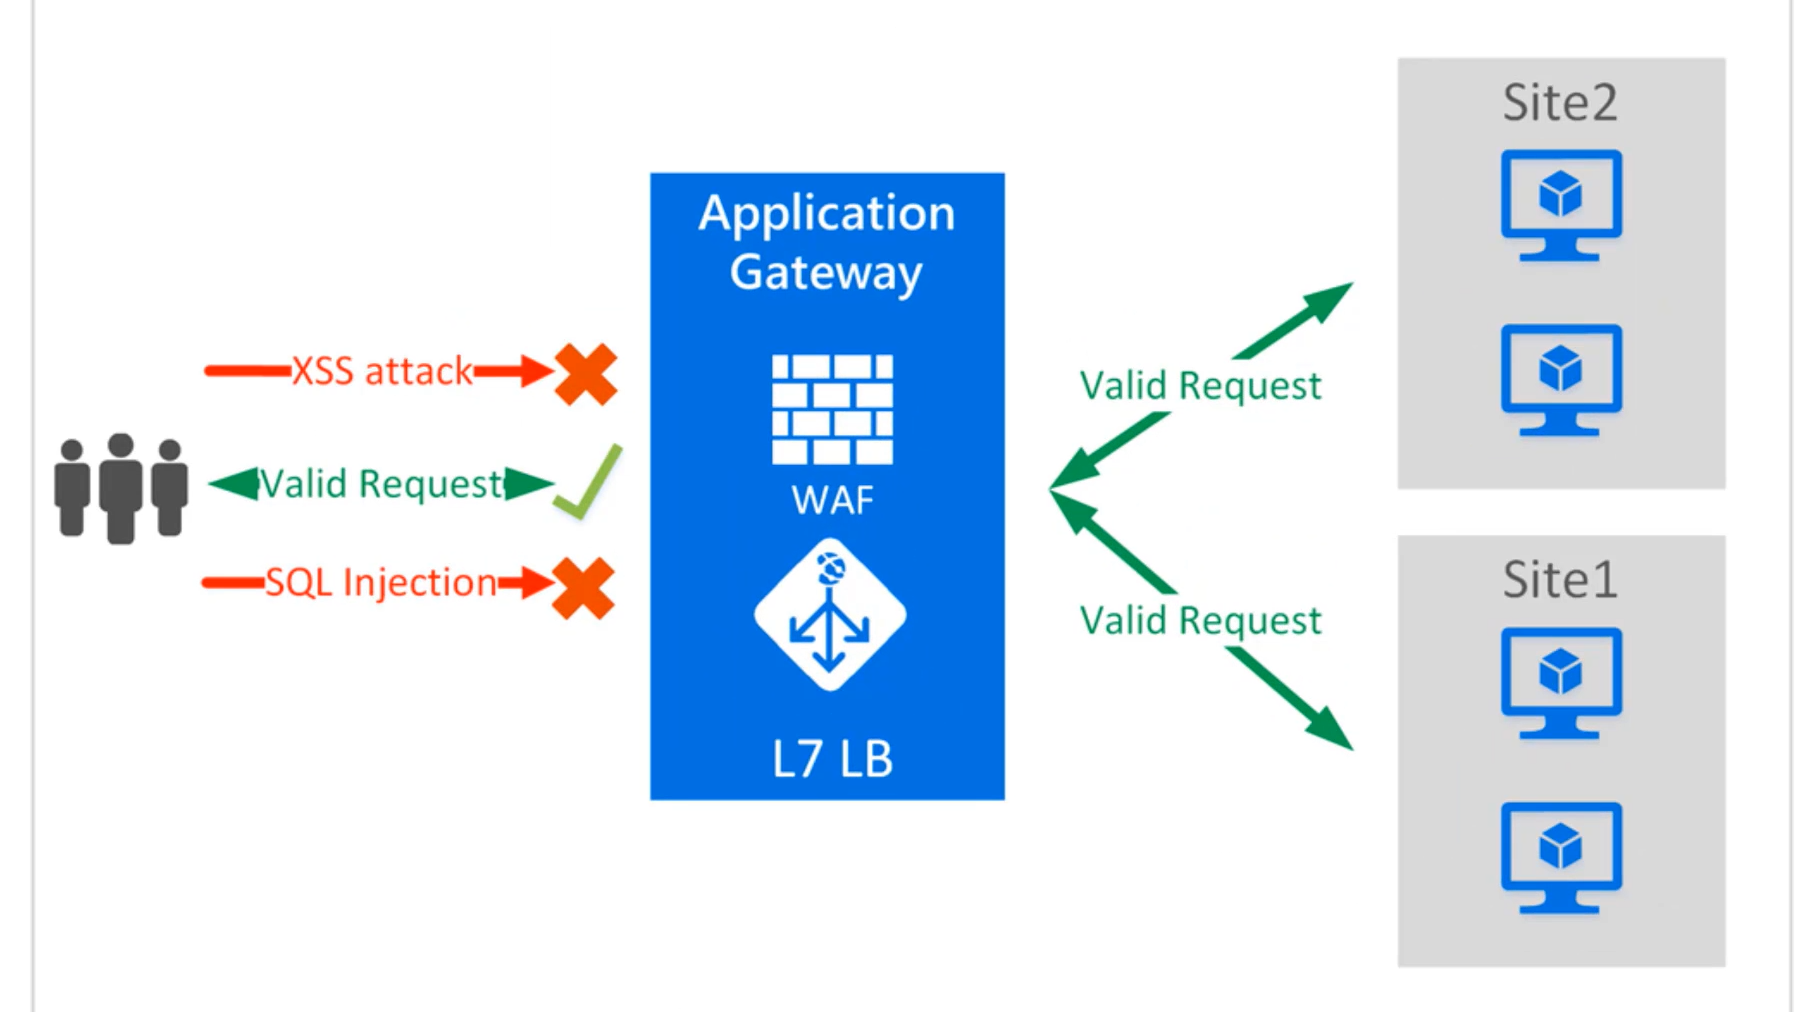 XSS attack
Valid Request
SQL Injection
Application
Gateway
WAF
L7 LB
Valid Request
Valid Request
Site2
Site1